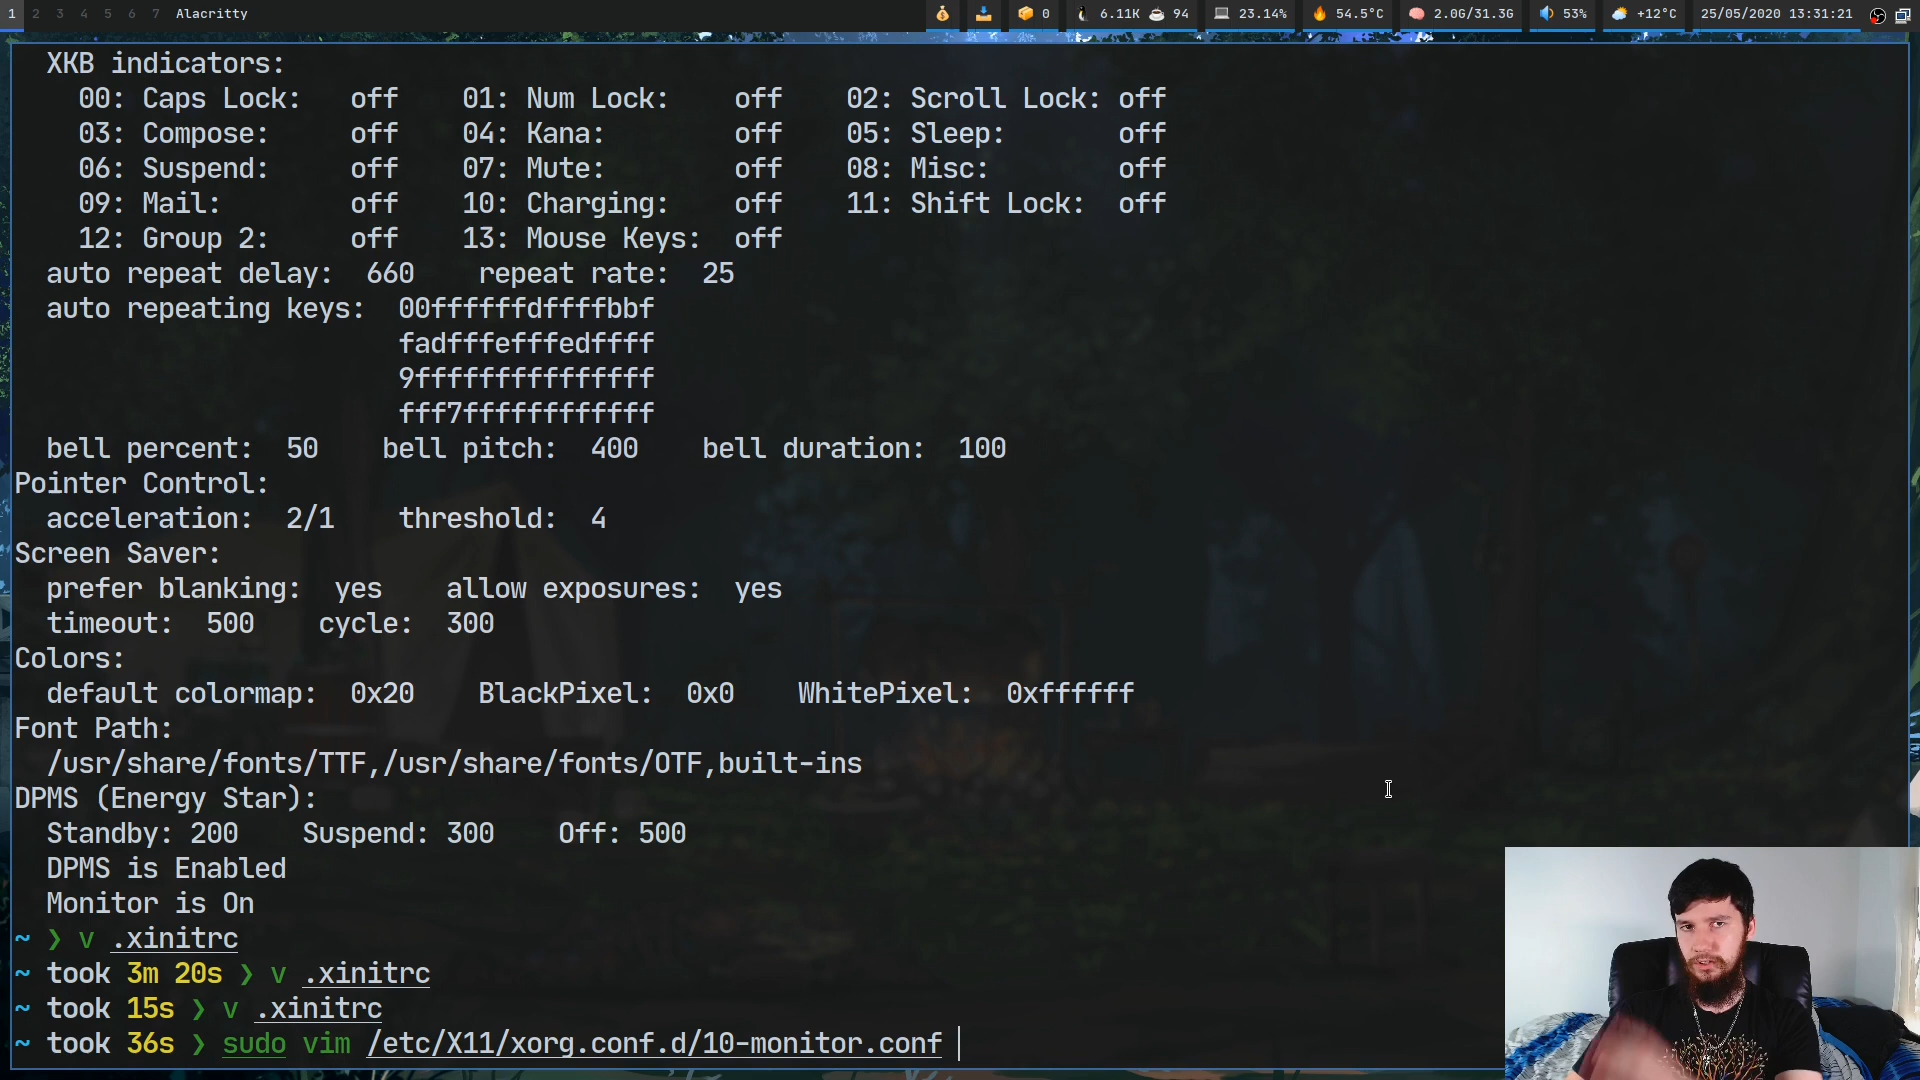 1 2 3 4 5 6 7 Alacritty 0 6.11K 94 23.14% 54.5°C 2.0G/31.3G 53% +12°C 25/05/2020 13:31:21
XKB indicators:
00: Caps Lock: off 01: Num Lock: off 02: Scroll Lock: off
03: Compose: off 04: Kana: off 05: Sleep: off
06: Suspend: off 07: Mute: off 08: Misc: off
09: Mail: off 10: Charging: off 11: Shift Lock: off
12: Group 2: off 13: Mouse Keys: off
auto repeat delay: 660 repeat rate: 25
auto repeating keys: 00ffffffdffffbbf
fadfffefffedffff
9fffffffffffffff
fff7ffffffffffff
bell percent: 50 bell pitch: 400 bell duration: 100
Pointer Control:
acceleration: 2/1 threshold: 4
Screen Saver:
prefer blanking: yes allow exposures: yes
timeout: 500 cycle: 300
Colors:
default colormap: 0x20 BlackPixel: 0x0 WhitePixel: 0xffffff
Font Path:
/usr/share/fonts/TTF,/usr/share/fonts/OTF,built-ins
DPMS (Energy Star):
Standby: 200 Suspend: 300 Off: 500
DPMS is Enabled
Monitor is On
~ ❯ v .xinitrc
~ took 3m 20s ❯ v .xinitrc
~ took 15s ❯ v .xinitrc
~ took 36s ❯ sudo vim /etc/X11/xorg.conf.d/10-monitor.conf